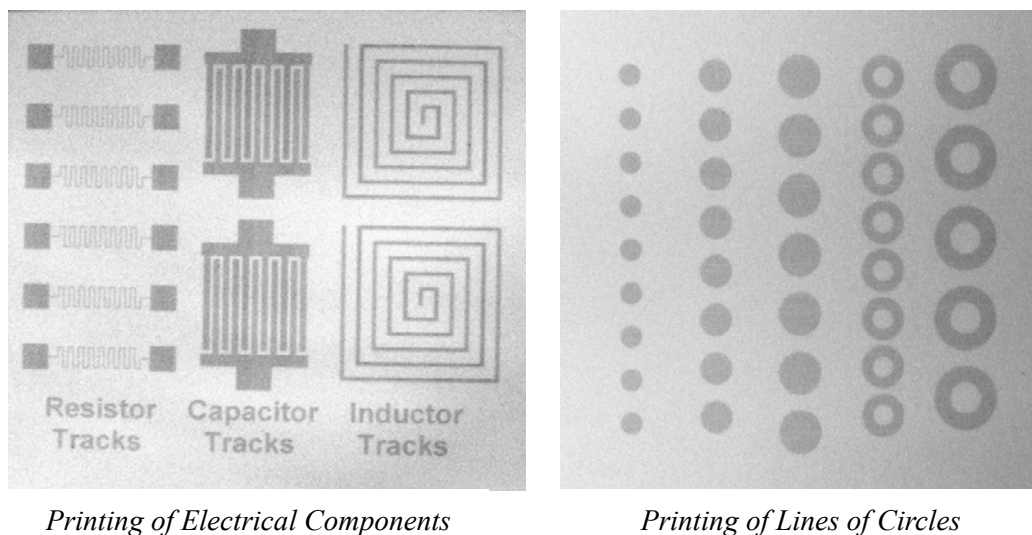 Resistor Capacitor Inductor
Tracks Tracks Tracks
Printing of Electrical Components
Printing of Lines of Circles